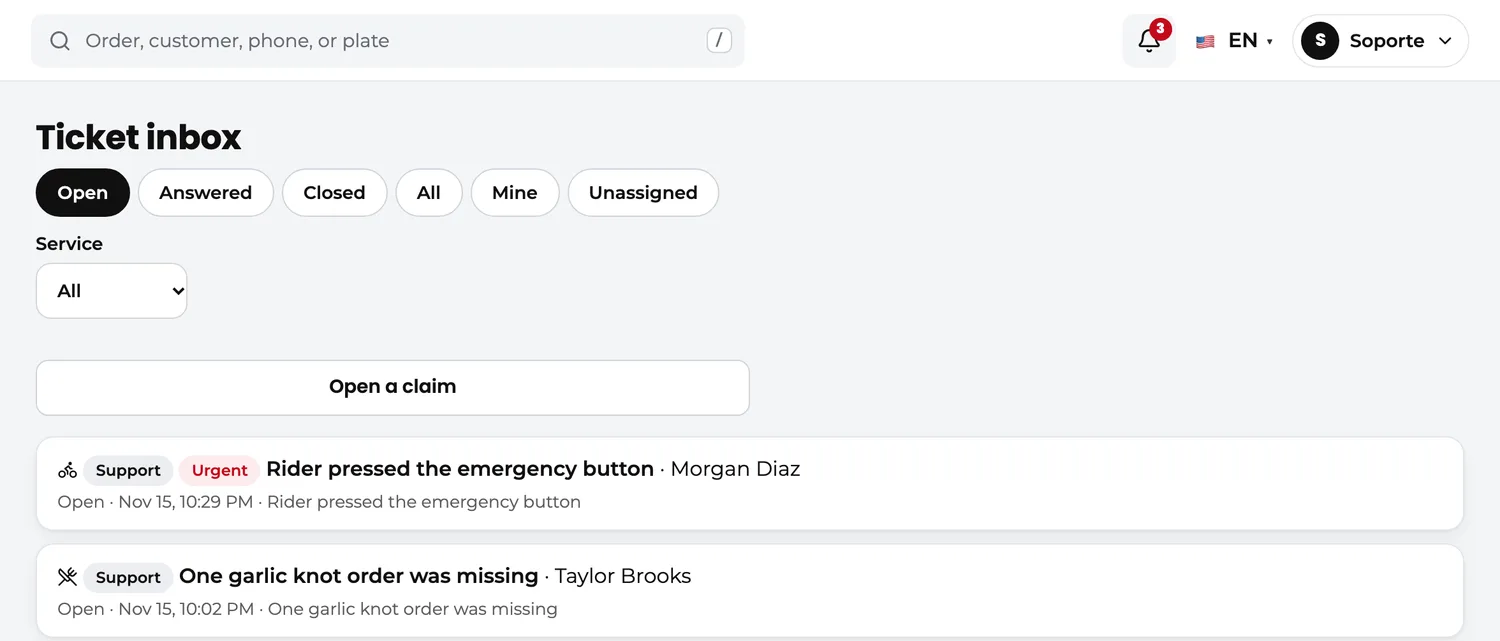 Order, customer, phone, or plate /
3
EN
S Soporte
Ticket inbox
Open Answered Closed All Mine Unassigned
Service
All
Open a claim
Support Urgent Rider pressed the emergency button · Morgan Diaz
Open · Nov 15, 10:29 PM · Rider pressed the emergency button
Support One garlic knot order was missing · Taylor Brooks
Open · Nov 15, 10:02 PM · One garlic knot order was missing